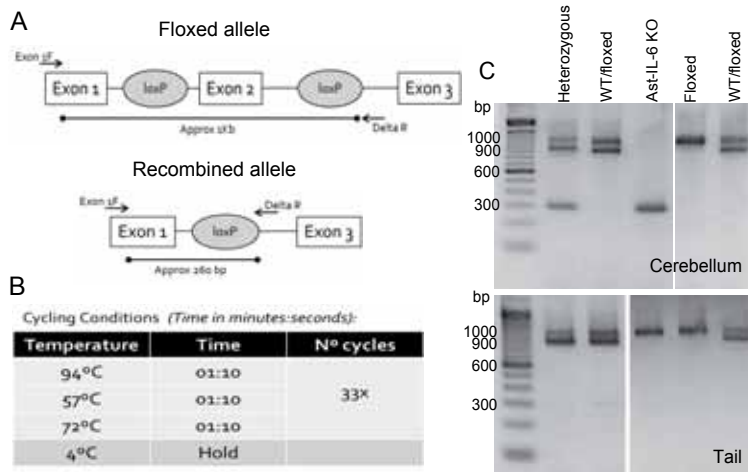 A
Floxed allele
Exon 1F
Exon 1
loxP
Exon 2
loxP
Exon 3
Approx 1Kb
Delta R
Recombined allele
Exon 1F
Delta R
Exon 1
loxP
Exon 3
Approx 260 bp
B
Cycling Conditions (Time in minutes:seconds):
Temperature Time Nº cycles
94ºC 01:10
33x
57ºC 01:10
72ºC 01:10
4ºC Hold
C
Heterozygous
WT/floxed
Ast-IL-6 KO
Floxed
WT/floxed
bp
1000
900
600
300
Cerebellum
bp
1000
900
600
300
Tail